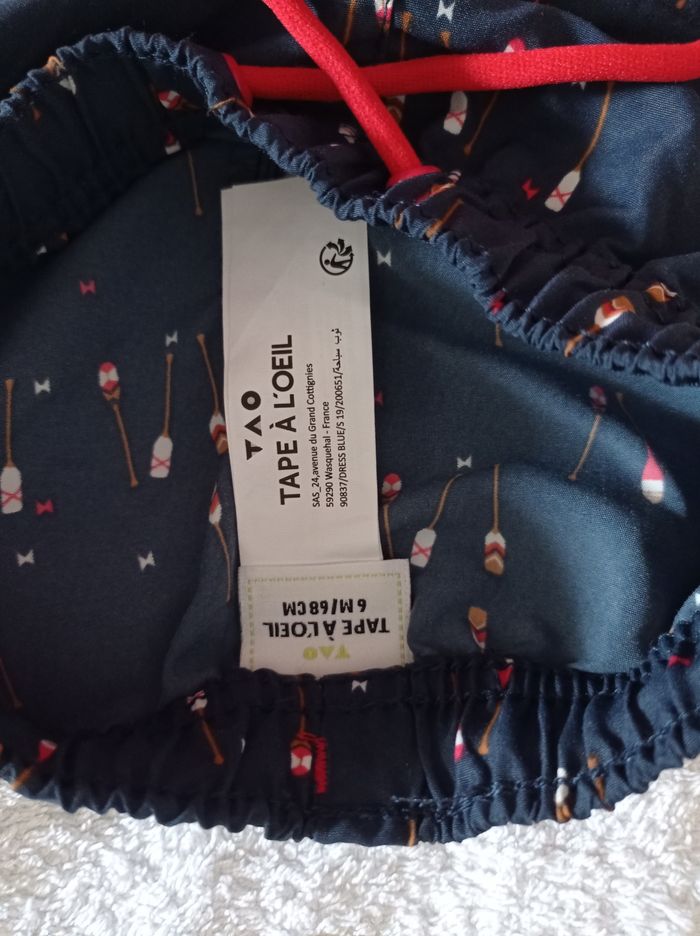 TAO
TAPE À L'OEIL
SAS_24,avenue du Grand Cottignies
59290 Wasquehal - France
90837/DRESS BLUE/S 19/200651/ثوب سباحة
TAO
TAPE À L'OEIL
6 M/68 CM